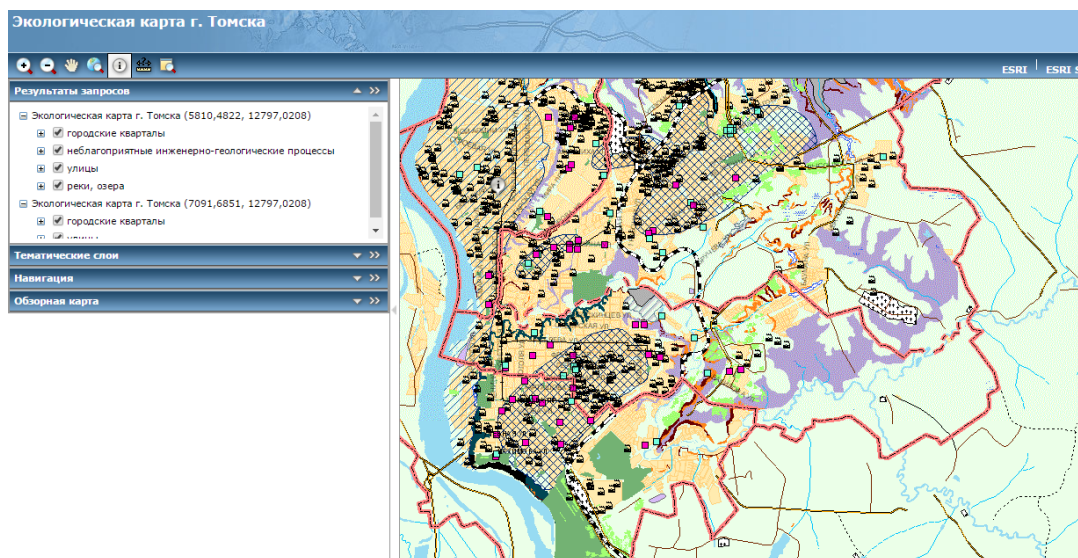 Экологическая карта г. Томска
ESRI
ESRI S
Результаты запросов
Экологическая карта г. Томска (5810,4822, 12797,0208)
городские кварталы
неблагоприятные инженерно-геологические процессы
улицы
реки, озера
Экологическая карта г. Томска (7091,6851, 12797,0208)
городские кварталы
Тематические слои
Навигация
Обзорная карта